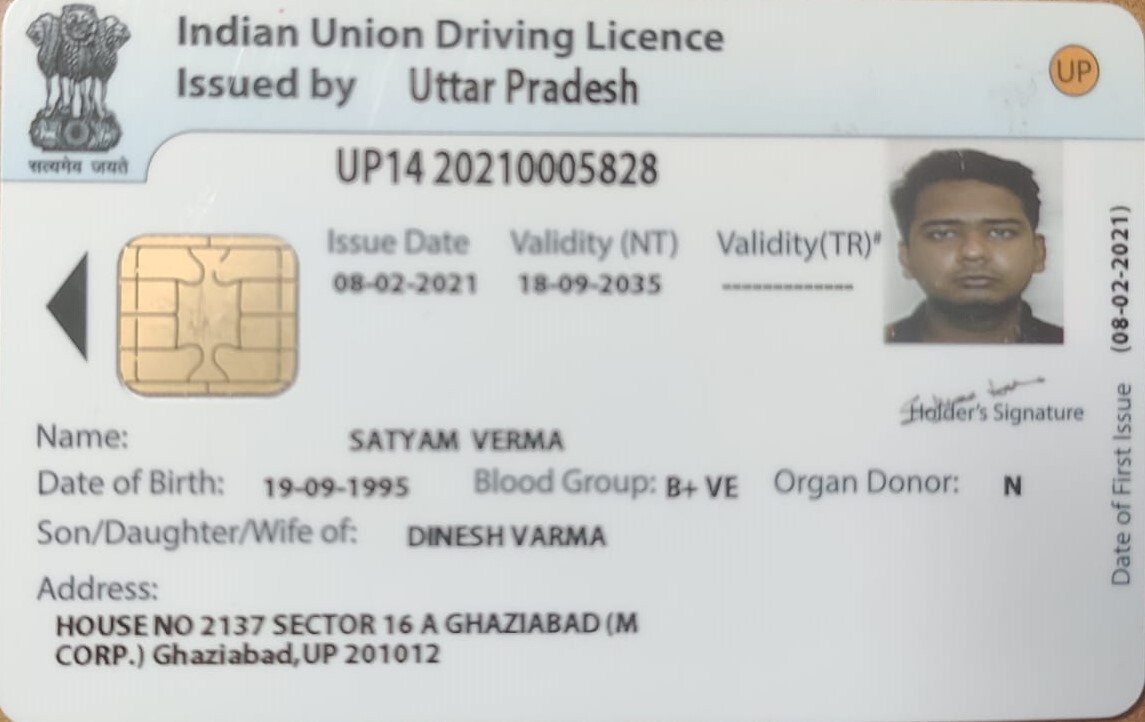 Indian Union Driving Licence
Issued by Uttar Pradesh
UP
सत्यमेव जयते
UP14 20210005828
Issue Date Validity (NT) Validity(TR)#
08-02-2021 18-09-2035 -------------
Holder's Signature
Name: SATYAM VERMA
Date of Birth: 19-09-1995 Blood Group: B+ VE Organ Donor: N
Son/Daughter/Wife of: DINESH VARMA
Address:
HOUSE NO 2137 SECTOR 16 A GHAZIABAD (M
CORP.) Ghaziabad,UP 201012
Date of First Issue (08-02-2021)